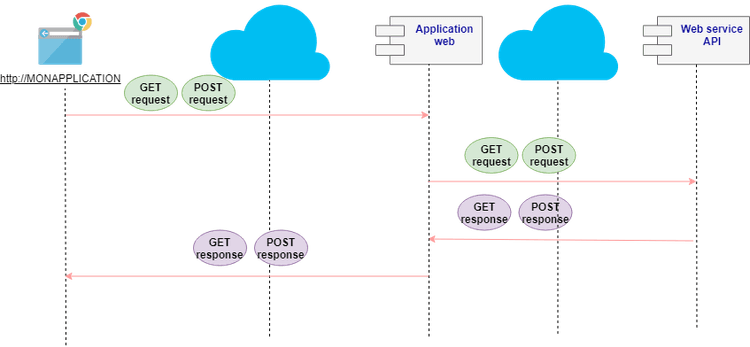 Application
web
Web service
API
http://MONAPPLICATION
GET
request
POST
request
GET
request
POST
request
GET
response
POST
response
GET
response
POST
response